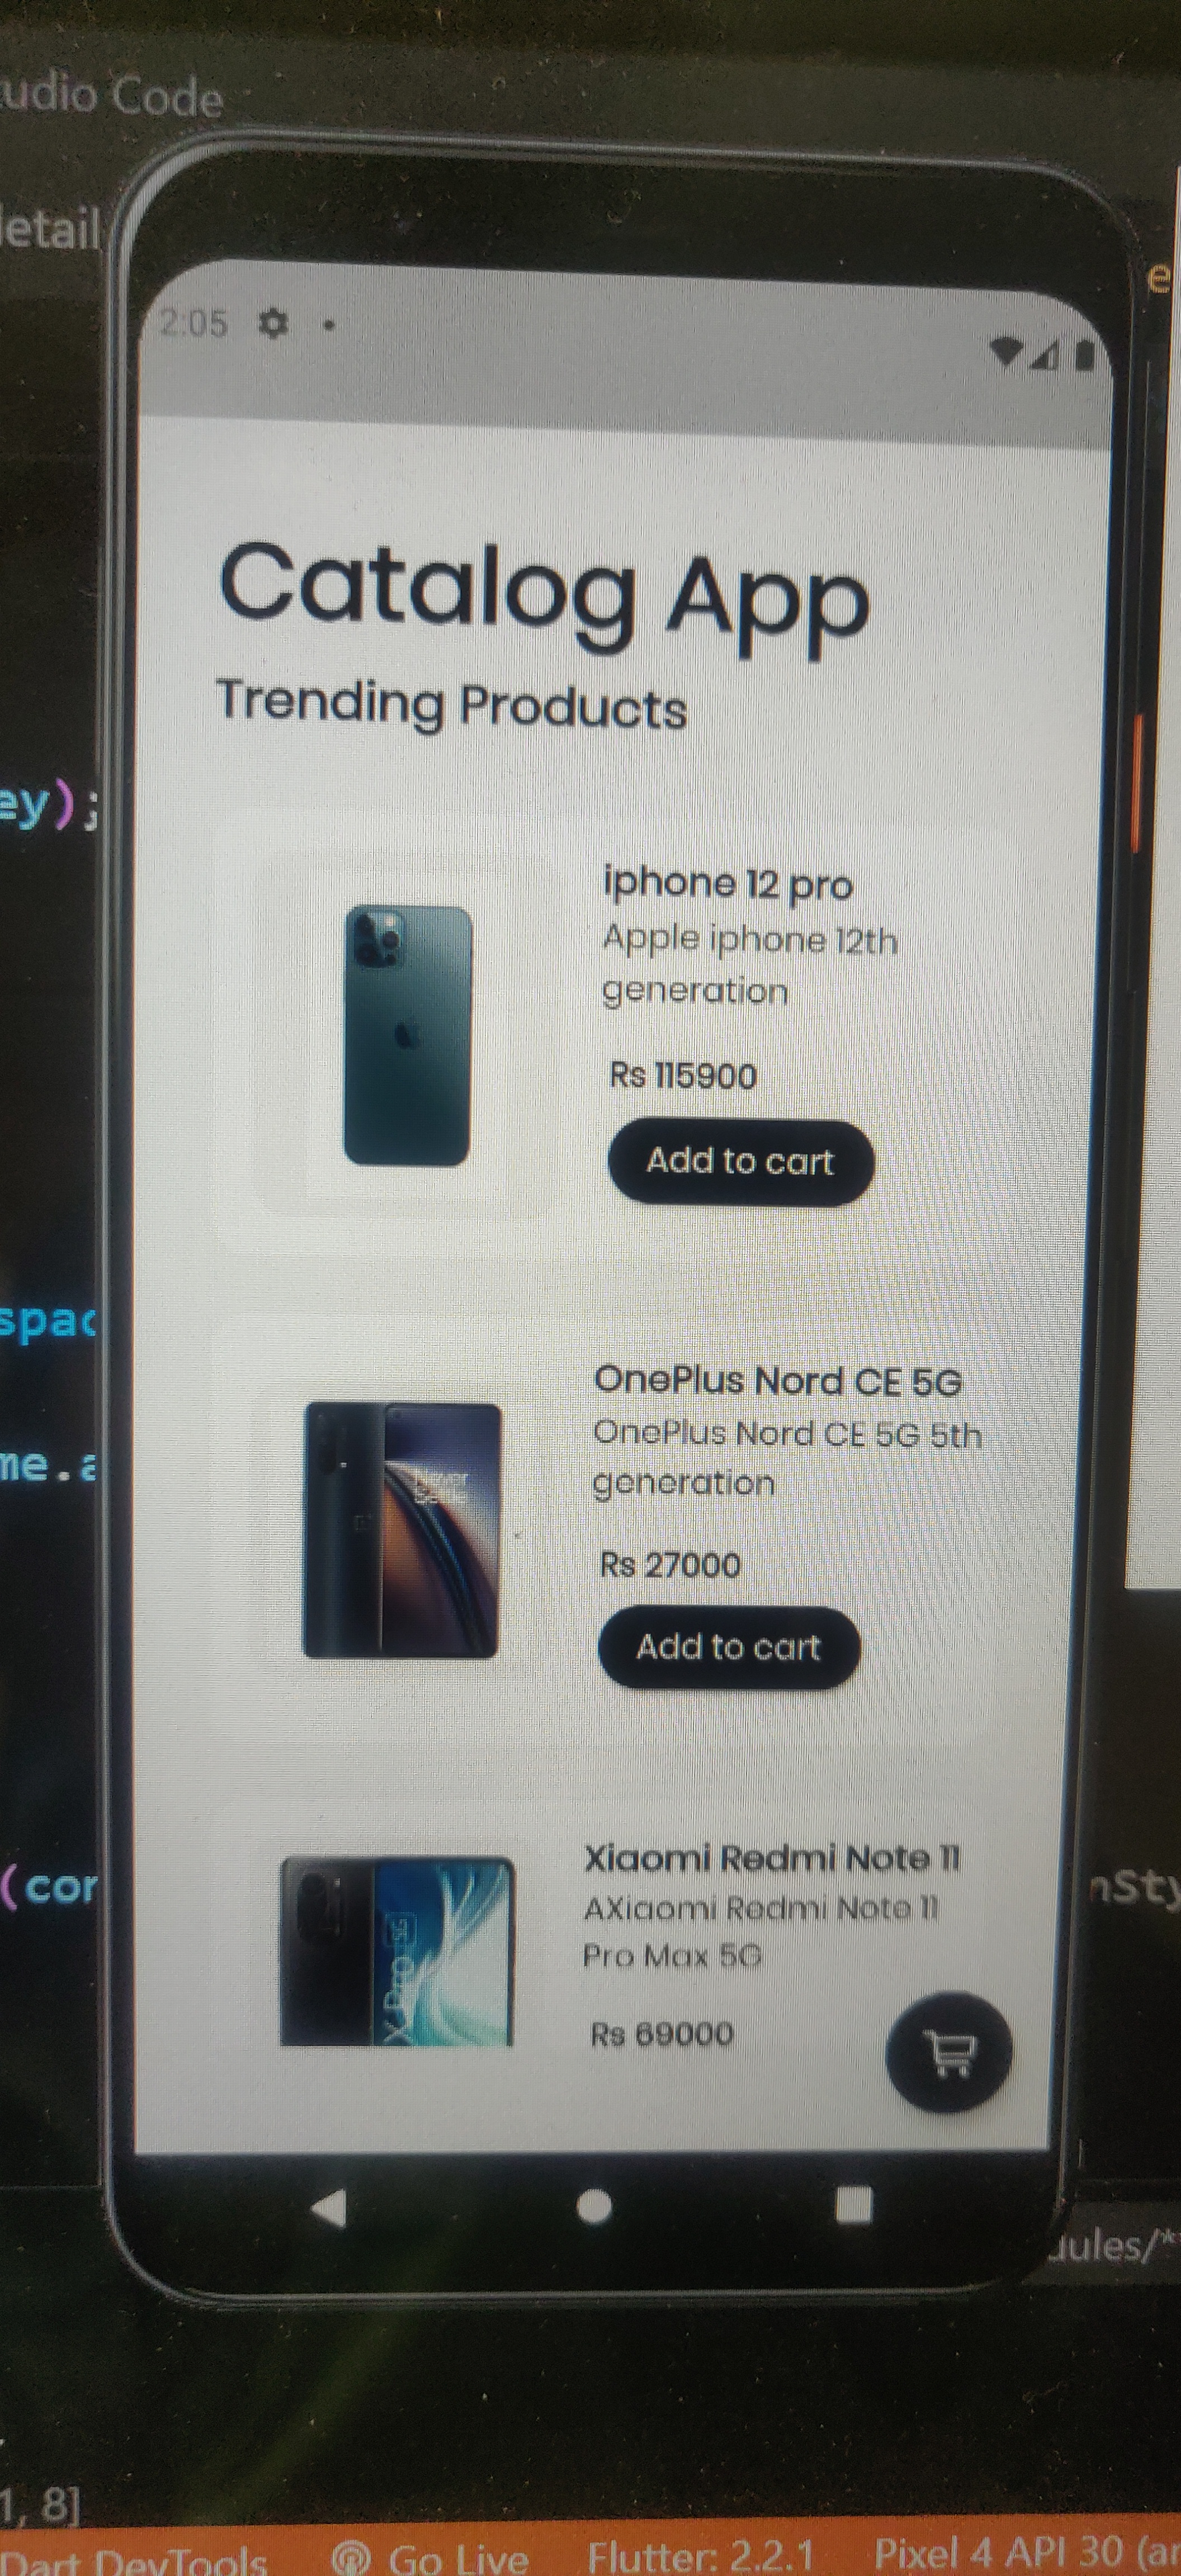 2:05
Catalog App
Trending Products
iphone 12 pro
Apple iphone 12th
generation
Rs 115900
Add to cart
OnePlus Nord CE 5G
OnePlus Nord CE 5G 5th
generation
Rs 27000
Add to cart
Xiaomi Redmi Note 11
AXiaomi Redmi Note 11
Pro Max 5G
Rs 69000
X Pro 5G
udio Code
letail
ey);
spac
me.a
(cor
nSty
dules/*
e
1, 8]
Dart DevTools
Go Live
Flutter: 2.2.1
Pixel 4 API 30 (ar